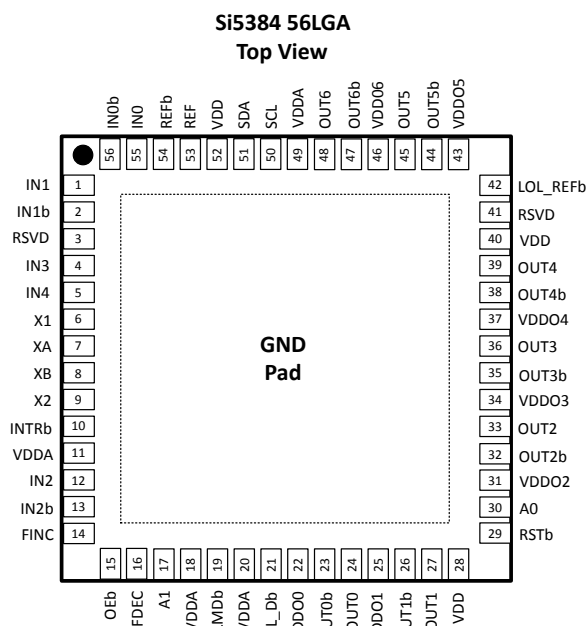 Si5384 56LGA
Top View
IN0b
IN0
REFb
REF
VDD
SDA
SCL
VDDA
OUT6
OUT6b
VDD06
OUT5
OUT5b
VDDO5
56
55
54
53
52
51
50
49
48
47
46
45
44
43
IN1 1
IN1b 2
RSVD 3
IN3 4
IN4 5
X1 6
XA 7
XB 8
X2 9
INTRb 10
VDDA 11
IN2 12
IN2b 13
FINC 14
GND
Pad
42 LOL_REFb
41 RSVD
40 VDD
39 OUT4
38 OUT4b
37 VDDO4
36 OUT3
35 OUT3b
34 VDDO3
33 OUT2
32 OUT2b
31 VDDO2
30 A0
29 RSTb
15
16
17
18
19
20
21
22
23
24
25
26
27
28
OEb
FDEC
A1
VDDA
VDDA
OUT0
OUT1
VDD